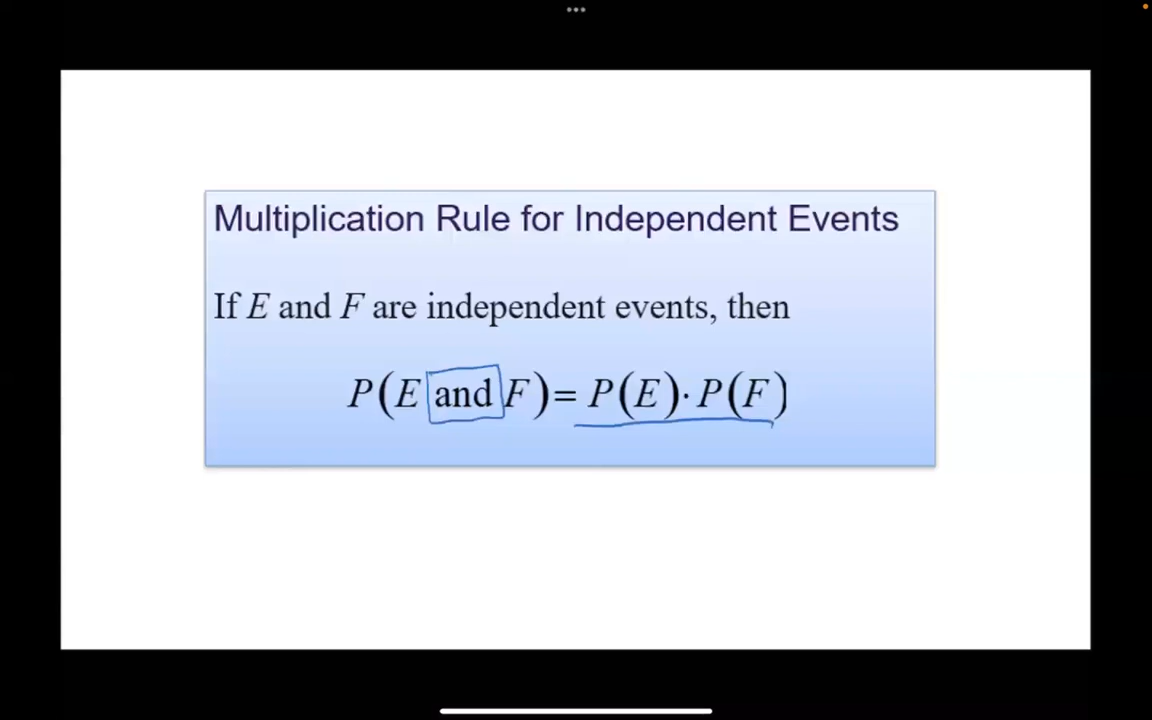 Multiplication Rule for Independent Events
If E and F are independent events, then
P(E and F)= P(E)·P(F)